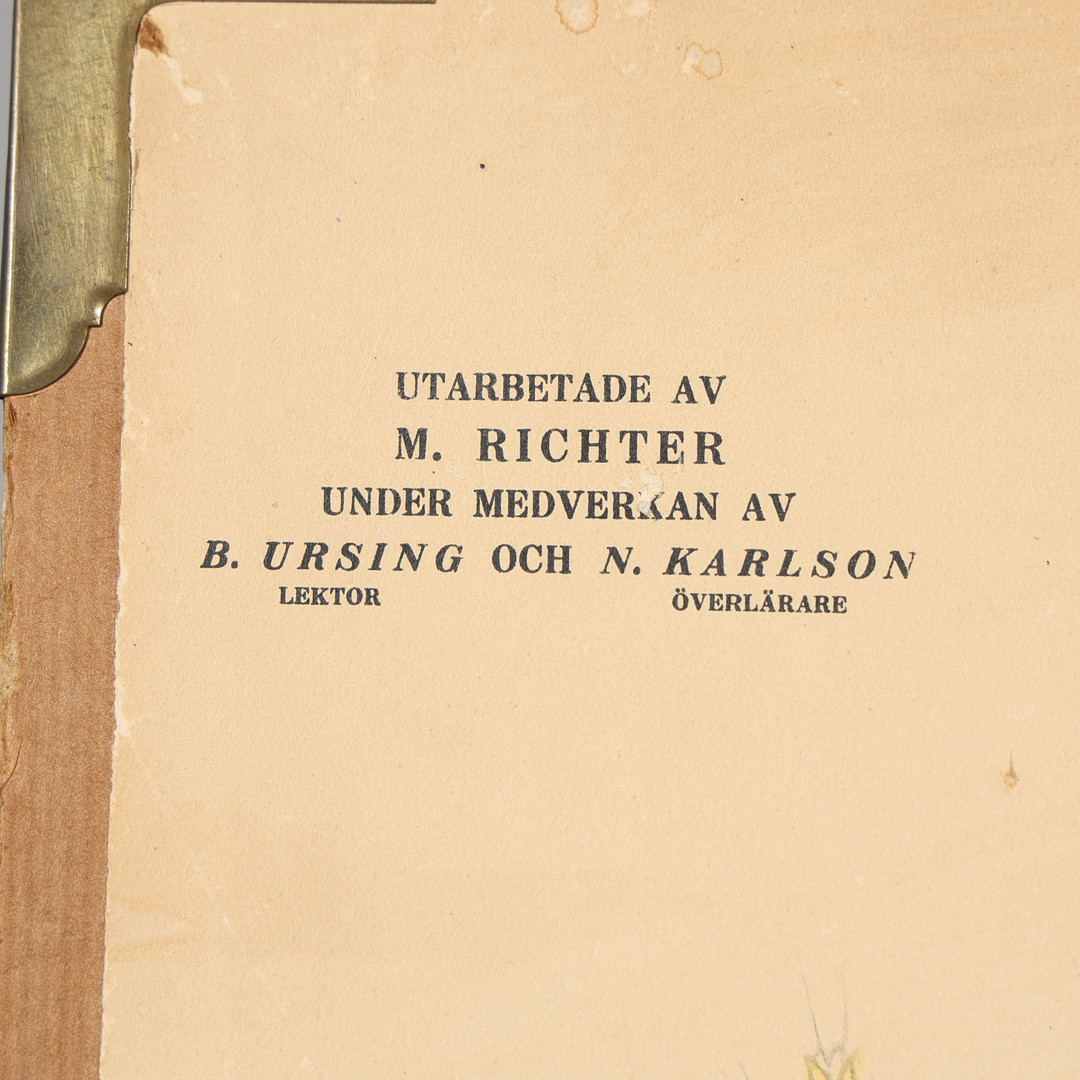 UTARBETADE AV
M. RICHTER
UNDER MEDVERKAN AV
B. URSING OCH N. KARLSON
LEKTOR ÖVERLÄRARE